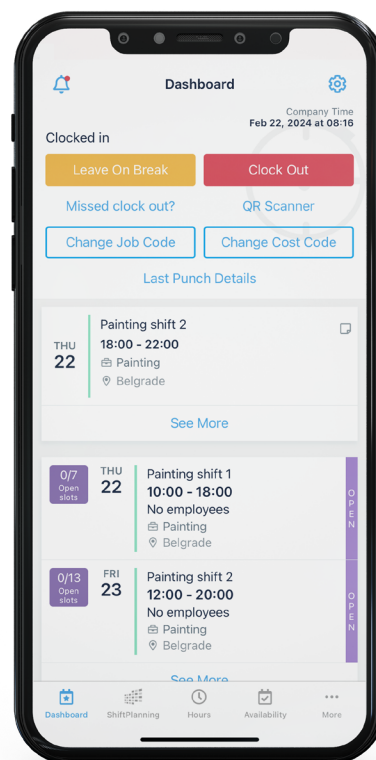 Dashboard
Company Time
Feb 22, 2024 at 08:16
Clocked in
Leave On Break
Clock Out
Missed clock out?
QR Scanner
Change Job Code
Change Cost Code
Last Punch Details
THU
22
Painting shift 2
18:00 - 22:00
Painting
Belgrade
See More
0/7
Open
slots
THU
22
Painting shift 1
10:00 - 18:00
No employees
Painting
Belgrade
OPEN
0/13
Open
slots
FRI
23
Painting shift 2
12:00 - 20:00
No employees
Painting
Belgrade
OPEN
See More
Dashboard
ShiftPlanning
Hours
Availability
More